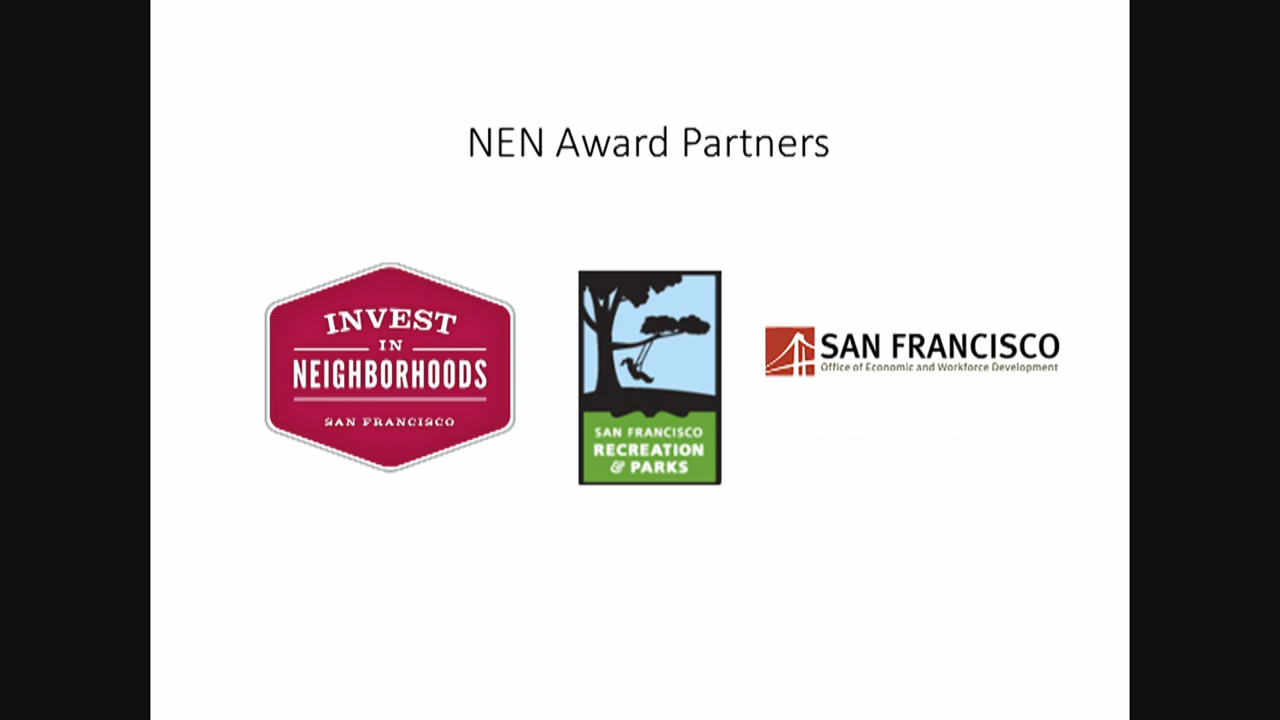 NEN Award Partners
INVEST
IN
NEIGHBORHOODS
SAN FRANCISCO
SAN FRANCISCO
RECREATION
& PARKS
SAN FRANCISCO
Office of Economic and Workforce Development